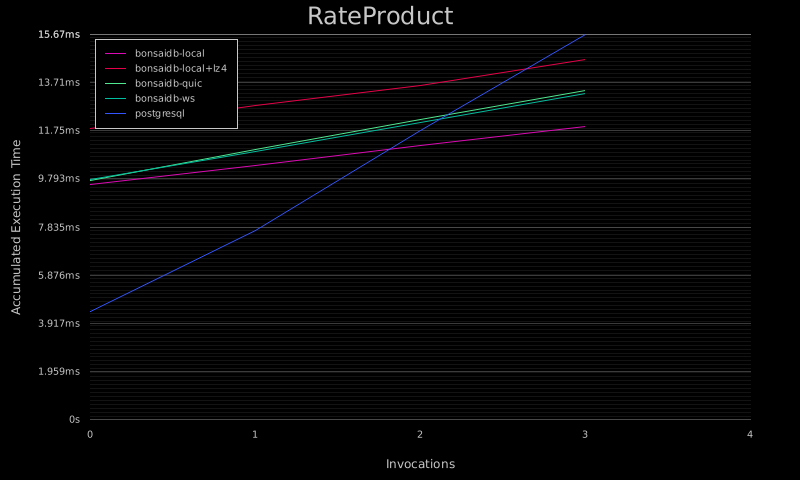 RateProduct
15.67ms
13.71ms
11.75ms
9.793ms
7.835ms
5.876ms
3.917ms
1.959ms
0s
bonsaidb-local
bonsaidb-local+lz4
bonsaidb-quic
bonsaidb-ws
postgresql
Accumulated Execution Time
0 1 2 3 4
Invocations